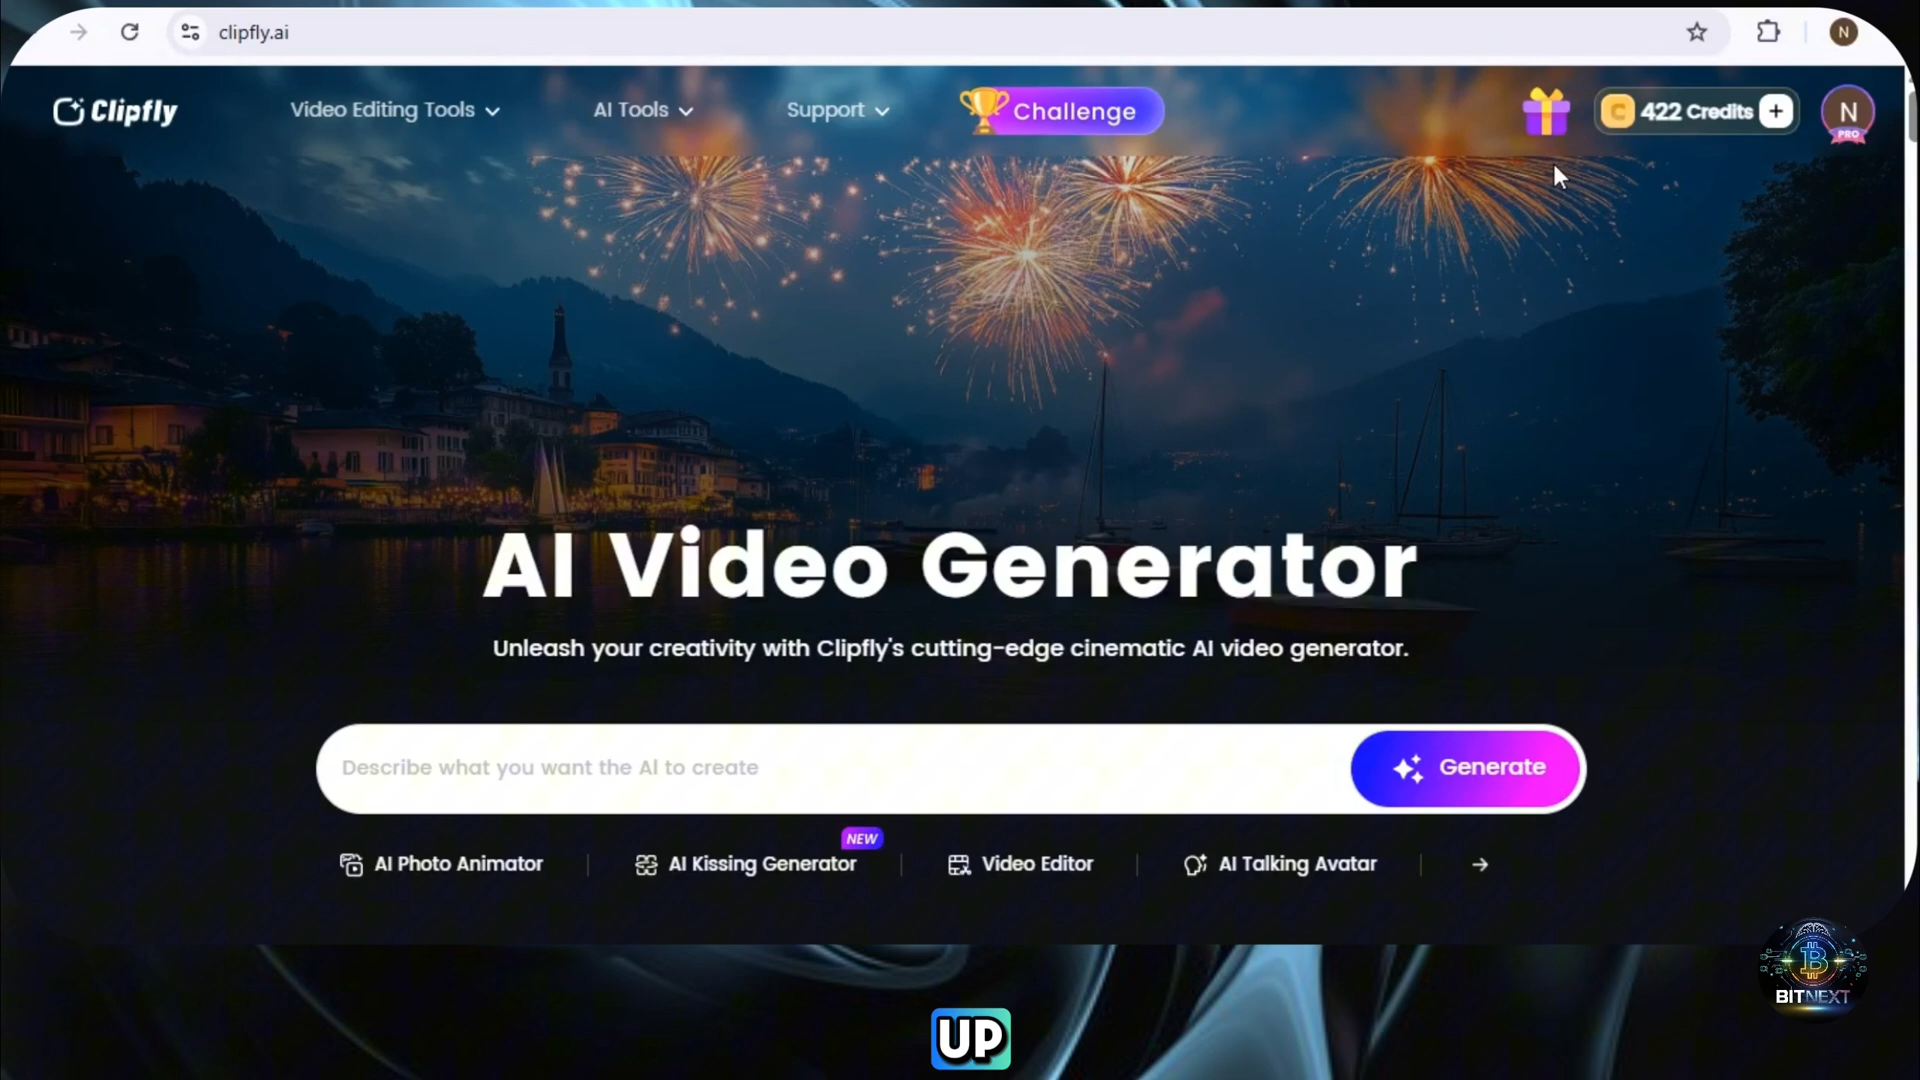 clipfly.ai
N
Clipfly
Video Editing Tools
AI Tools
Support
Challenge
C
422 Credits +
N
PRO
AI Video Generator
Unleash your creativity with Clipfly's cutting-edge cinematic AI video generator.
Describe what you want the AI to create
Generate
NEW
AI Photo Animator
AI Kissing Generator
Video Editor
AI Talking Avatar
B
BITNEXT
UP